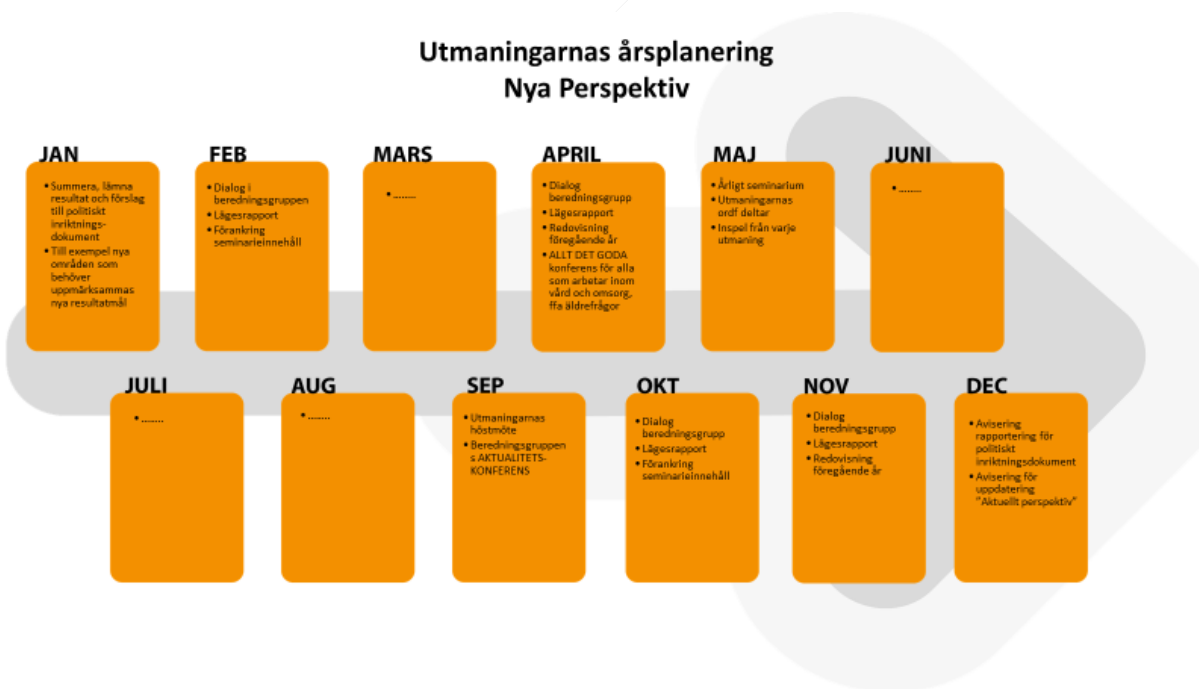 Utmaningarnas årsplanering
Nya Perspektiv
JAN
• Summera, lämna
resultat och förslag
till politiskt
inriktnings-
dokument
• Till exempel nya
områden som
behöver
uppmärksammas
nya resultatmål
FEB
• Dialog i
beredningsgruppen
• Lägesrapport
• Förankring
seminarieinnehåll
MARS
• ........
APRIL
• Dialog
beredningsgrupp
• Lägesrapport
• Redovisning
föregående år
• ALLT DET GODA
konferens för alla
som arbetar inom
vård och omsorg,
ffa äldrefrågor
MAJ
• Årligt seminarium
• Utmaningarnas
ordf deltar
• Inspel från varje
utmaning
JUNI
• ........
JULI
• ........
AUG
• ........
SEP
• Utmaningarnas
höstmöte
• Beredningsgruppen
s AKTUALITETS-
KONFERENS
OKT
• Dialog
beredningsgrupp
• Lägesrapport
• Förankring
seminarieinnehåll
NOV
• Dialog
beredningsgrupp
• Lägesrapport
• Redovisning
föregående år
DEC
• Avisering
rapportering för
politiskt
inriktningsdokument
• Avisering för
uppdatering
"Aktuellt perspektiv"